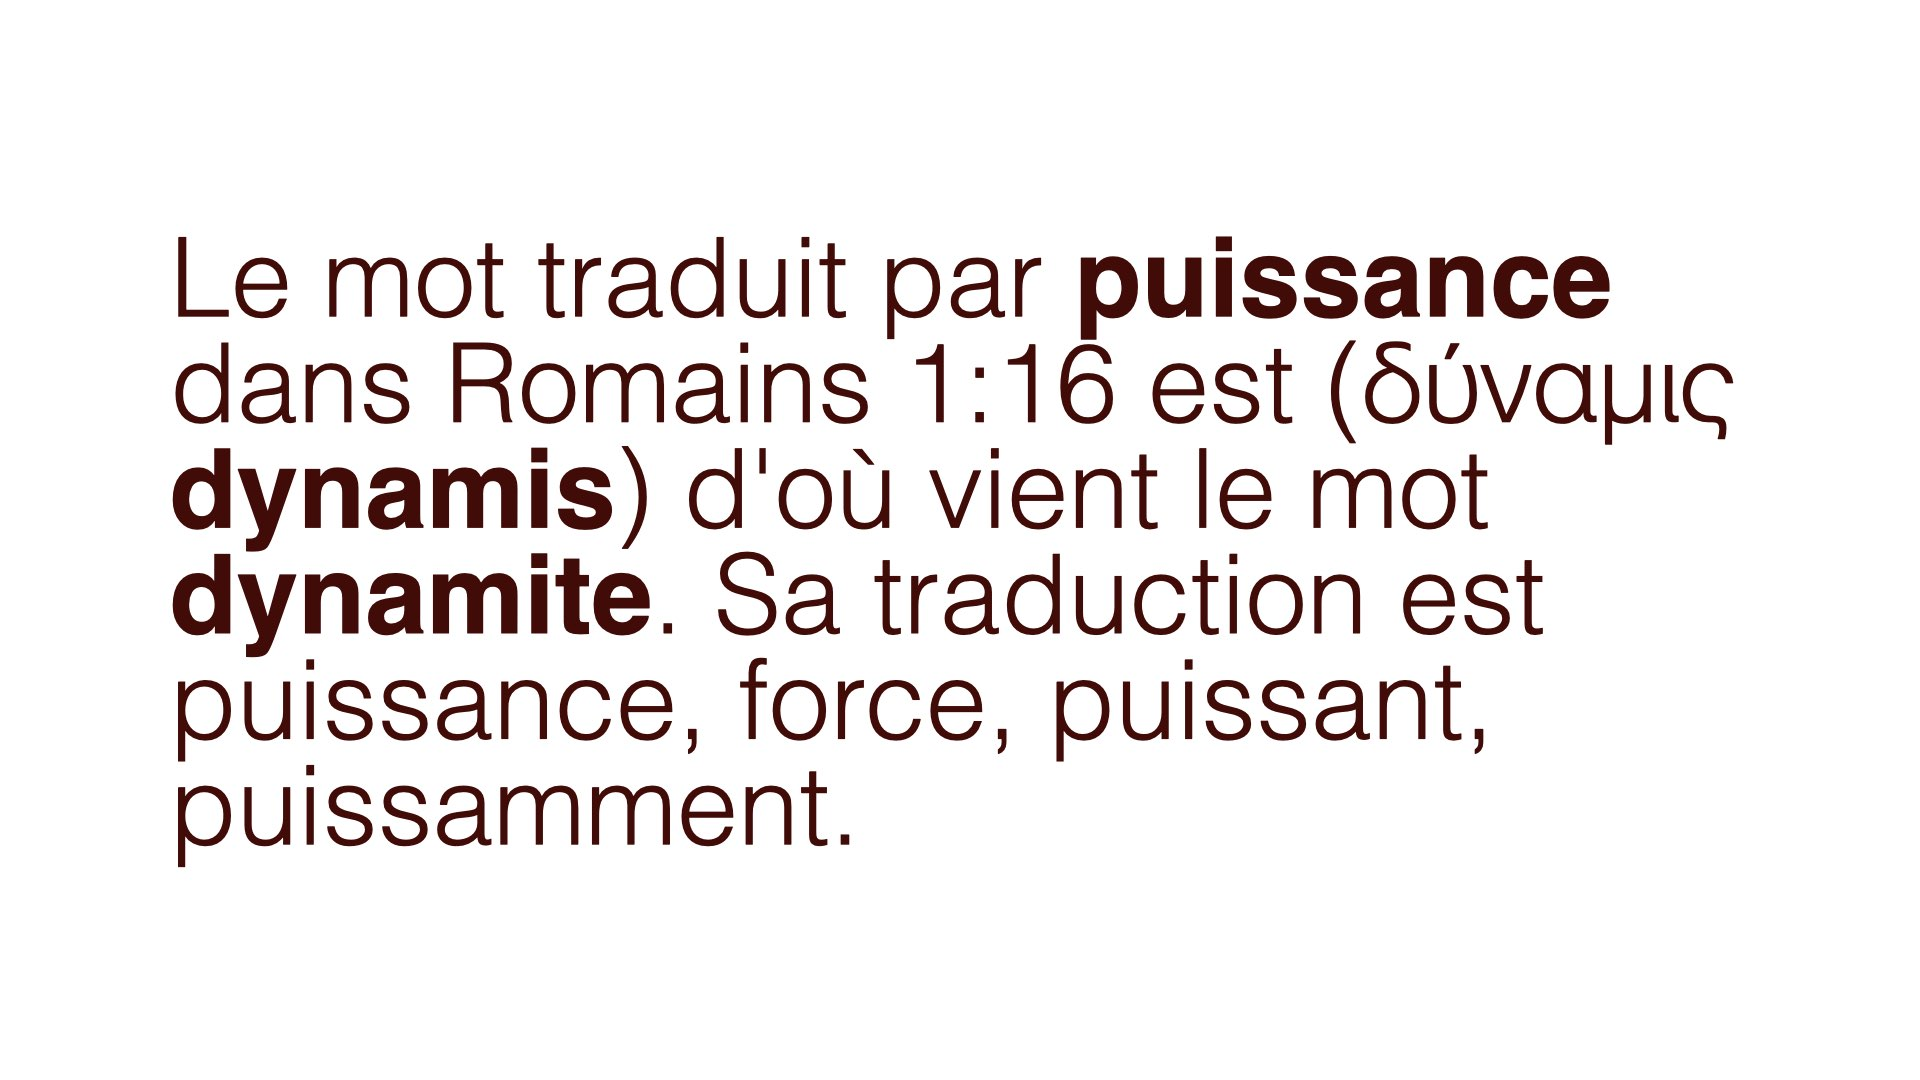 Le mot traduit par puissance
dans Romains 1:16 est (δύναμις
dynamis) d'où vient le mot
dynamite. Sa traduction est
puissance, force, puissant,
puissamment.